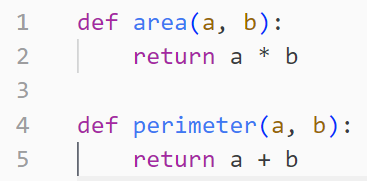 1 def area(a, b):
2     return a * b
3
4 def perimeter(a, b):
5     return a + b